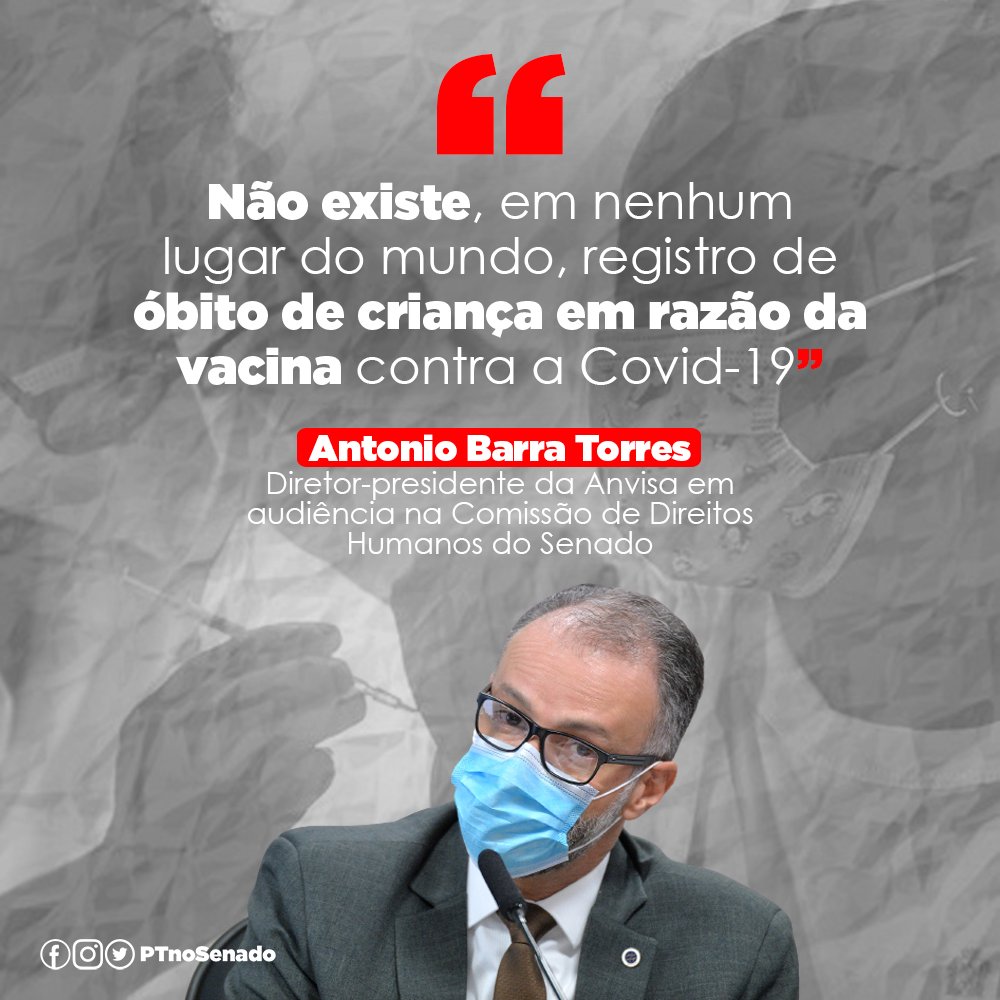 “
Não existe, em nenhum
lugar do mundo, registro de
óbito de criança em razão da
vacina contra a Covid-19”
Antonio Barra Torres
Diretor-presidente da Anvisa em
audiência na Comissão de Direitos
Humanos do Senado
PTnoSenado